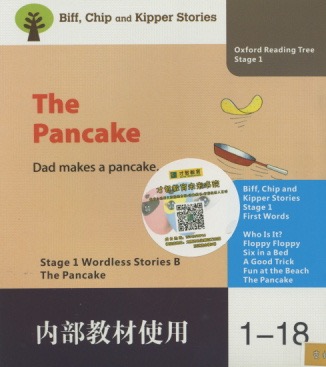 Biff, Chip and Kipper Stories
Oxford Reading Tree
Stage 1
The
Pancake
Dad makes a pancake.
Biff, Chip and
Kipper Stories
Stage 1
First Words
Who Is It?
Floppy Floppy
Six in a Bed
A Good Trick
Fun at the Beach
The Pancake
Stage 1 Wordless Stories B
The Pancake
内部教材使用
1-18